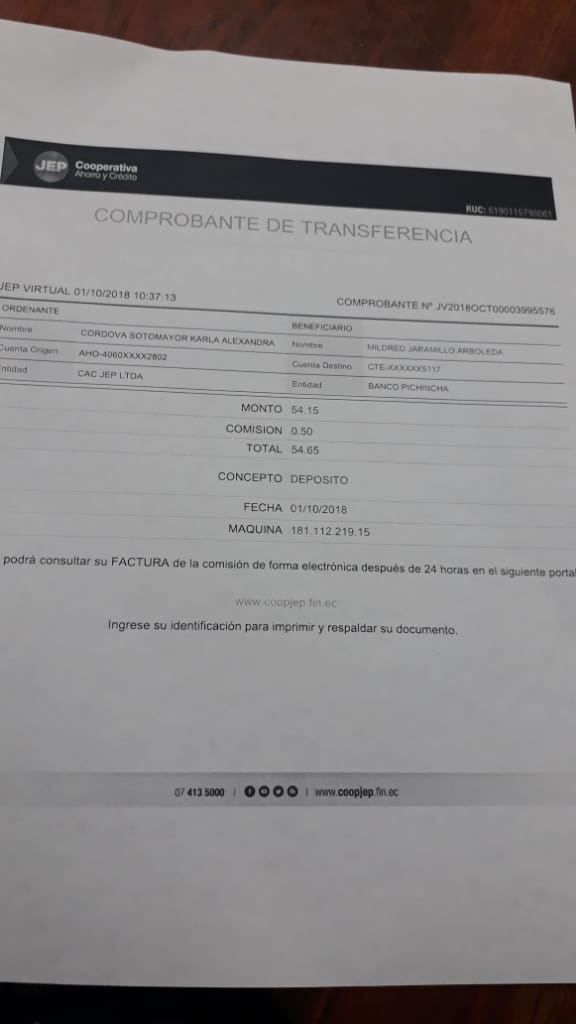 JEP Cooperativa
Ahorro y Crédito
RUC:
COMPROBANTE DE TRANSFERENCIA
JEP VIRTUAL 01/10/2018 10:37:13
COMPROBANTE Nº JV2018OCT00003995576
ORDENANTE
Nombre CORDOVA SOTOMAYOR KARLA ALEXANDRA
Cuenta Origen AHO-4060XXXX2802
Entidad CAC JEP LTDA
BENEFICIARIO
Nombre MILDRED JARAMILLO ARBOLEDA
Cuenta Destino CTE-XXXXXX5117
Entidad BANCO PICHINCHA
MONTO 54.15
COMISION 0.50
TOTAL 54.65
CONCEPTO DEPOSITO
FECHA 01/10/2018
MAQUINA 181.112.219.15
podrá consultar su FACTURA de la comisión de forma electrónica después de 24 horas en el siguiente portal
www.coopjep.fin.ec
Ingrese su identificación para imprimir y respaldar su documento.
07 413 5000 | | www.coopjep.fin.ec